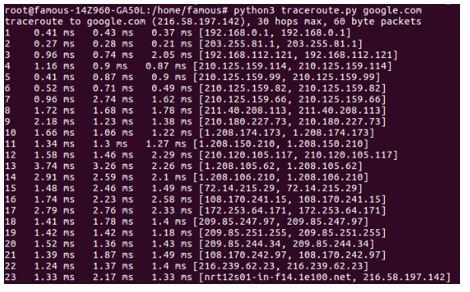 root@famous-14Z960-GA50L:/home/famous# python3 traceroute.py google.com
traceroute to google.com (216.58.197.142), 30 hops max, 60 byte packets
1 0.41 ms 0.43 ms 0.37 ms [192.168.0.1, 192.168.0.1]
2 0.27 ms 0.28 ms 0.21 ms [203.255.81.1, 203.255.81.1]
3 0.96 ms 0.74 ms 2.05 ms [192.168.112.121, 192.168.112.121]
4 1.16 ms 0.9 ms 0.87 ms [210.125.159.114, 210.125.159.114]
5 0.41 ms 0.87 ms 0.9 ms [210.125.159.99, 210.125.159.99]
6 0.52 ms 0.71 ms 0.49 ms [210.125.159.82, 210.125.159.82]
7 0.96 ms 2.74 ms 1.62 ms [210.125.159.66, 210.125.159.66]
8 1.72 ms 1.68 ms 1.78 ms [211.40.208.113, 211.40.208.113]
9 2.18 ms 1.23 ms 1.38 ms [210.180.227.73, 210.180.227.73]
10 1.66 ms 1.06 ms 1.22 ms [1.208.174.173, 1.208.174.173]
11 1.34 ms 1.3 ms 1.27 ms [1.208.150.210, 1.208.150.210]
12 1.58 ms 1.46 ms 2.29 ms [210.120.105.117, 210.120.105.117]
13 3.74 ms 3.26 ms 2.26 ms [1.208.105.62, 1.208.105.62]
14 2.91 ms 2.59 ms 2.1 ms [1.208.106.210, 1.208.106.210]
15 1.48 ms 2.46 ms 1.49 ms [72.14.215.29, 72.14.215.29]
16 1.74 ms 2.23 ms 2.58 ms [108.170.241.15, 108.170.241.15]
17 2.79 ms 2.76 ms 2.33 ms [172.253.64.171, 172.253.64.171]
18 1.41 ms 1.78 ms 1.4 ms [209.85.247.97, 209.85.247.97]
19 1.42 ms 1.42 ms 1.18 ms [209.85.251.255, 209.85.251.255]
20 1.52 ms 1.36 ms 1.43 ms [209.85.244.34, 209.85.244.34]
21 1.39 ms 1.87 ms 1.49 ms [108.170.242.97, 108.170.242.97]
22 1.24 ms 1.37 ms 1.4 ms [216.239.62.23, 216.239.62.23]
23 1.33 ms 2.17 ms 1.33 ms [nrt12s01-in-f14.1e100.net, 216.58.197.142]